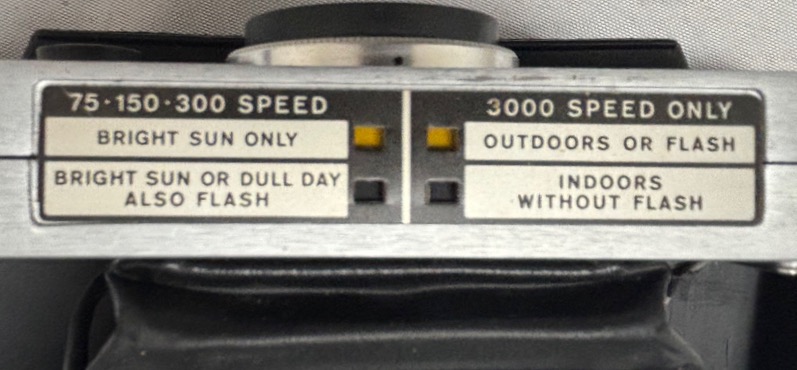 75·150·300 SPEED
BRIGHT SUN ONLY
BRIGHT SUN OR DULL DAY
ALSO FLASH
3000 SPEED ONLY
OUTDOORS OR FLASH
INDOORS
WITHOUT FLASH